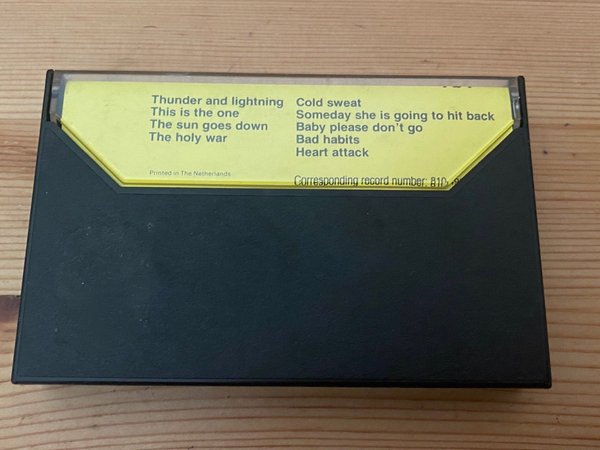 Thunder and lightning
This is the one
The sun goes down
The holy war
Cold sweat
Someday she is going to hit back
Baby please don't go
Bad habits
Heart attack
Printed in The Netherlands
Corresponding record number: 810